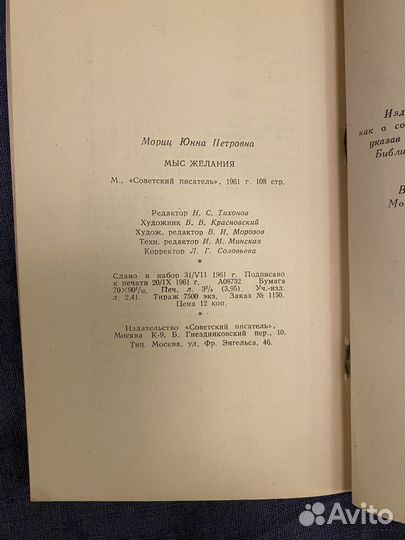 Мориц Юнна Петровна
МЫС ЖЕЛАНИЯ
М., «Советский писатель», 1961 г. 108 стр.
Редактор Н. С. Тихонов
Художник В. В. Красновский
Худож. редактор В. И. Морозов
Техн. редактор И. М. Минская
Корректор Л. Г. Соловьева
*
Сдано в набор 31/VII 1961 г. Подписано
к печати 20/IX 1961 г. А08732 Бумага
70×90¹/₃₂. Печ. л. 3³/₈ (3,95). Уч.-изд.
л. 2,41. Тираж 7500 экз. Заказ № 1150.
Цена 12 коп.
*
Издательство «Советский писатель»,
Москва К-9, Б. Гнездниковский пер., 10.
Тип. Москва, ул. Фр. Энгельса, 46.
Изд
как о со
указав
Библи
В
Мо
Avito